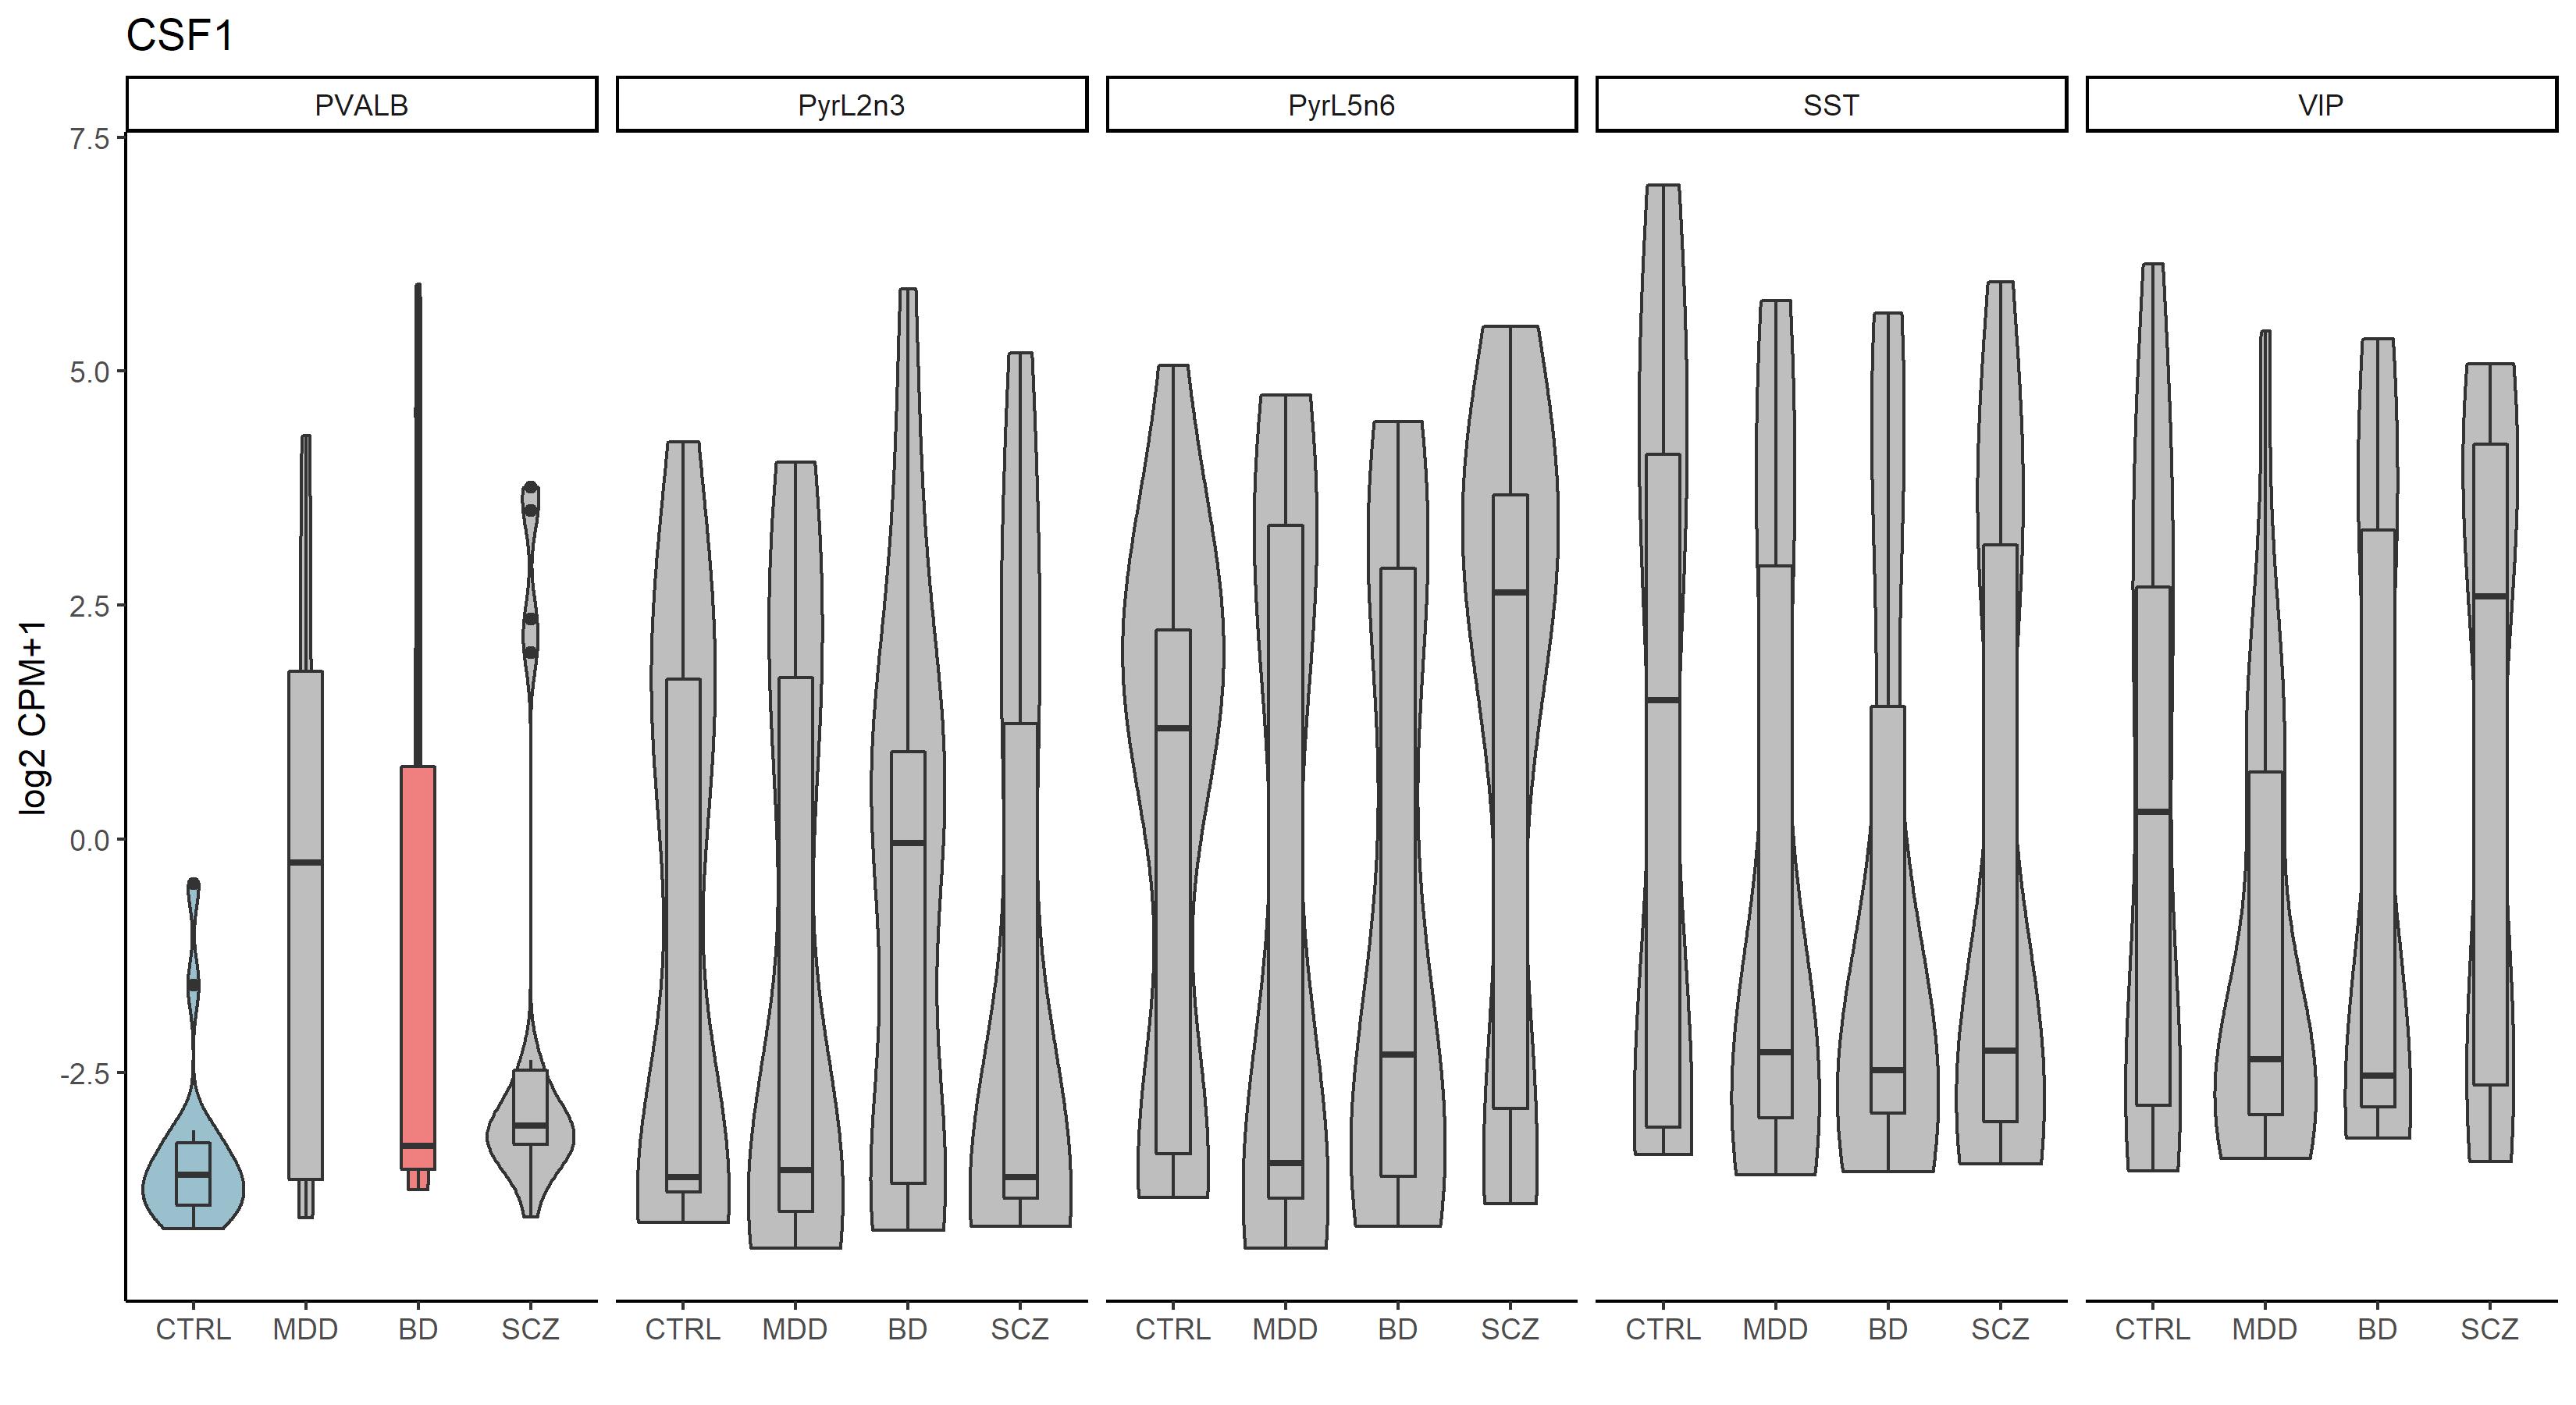 CSF1
PVALB PyrL2n3 PyrL5n6 SST VIP
7.5
5.0
2.5
0.0
-2.5
log2 CPM+1
CTRL MDD BD SCZ CTRL MDD BD SCZ CTRL MDD BD SCZ CTRL MDD BD SCZ CTRL MDD BD SCZ